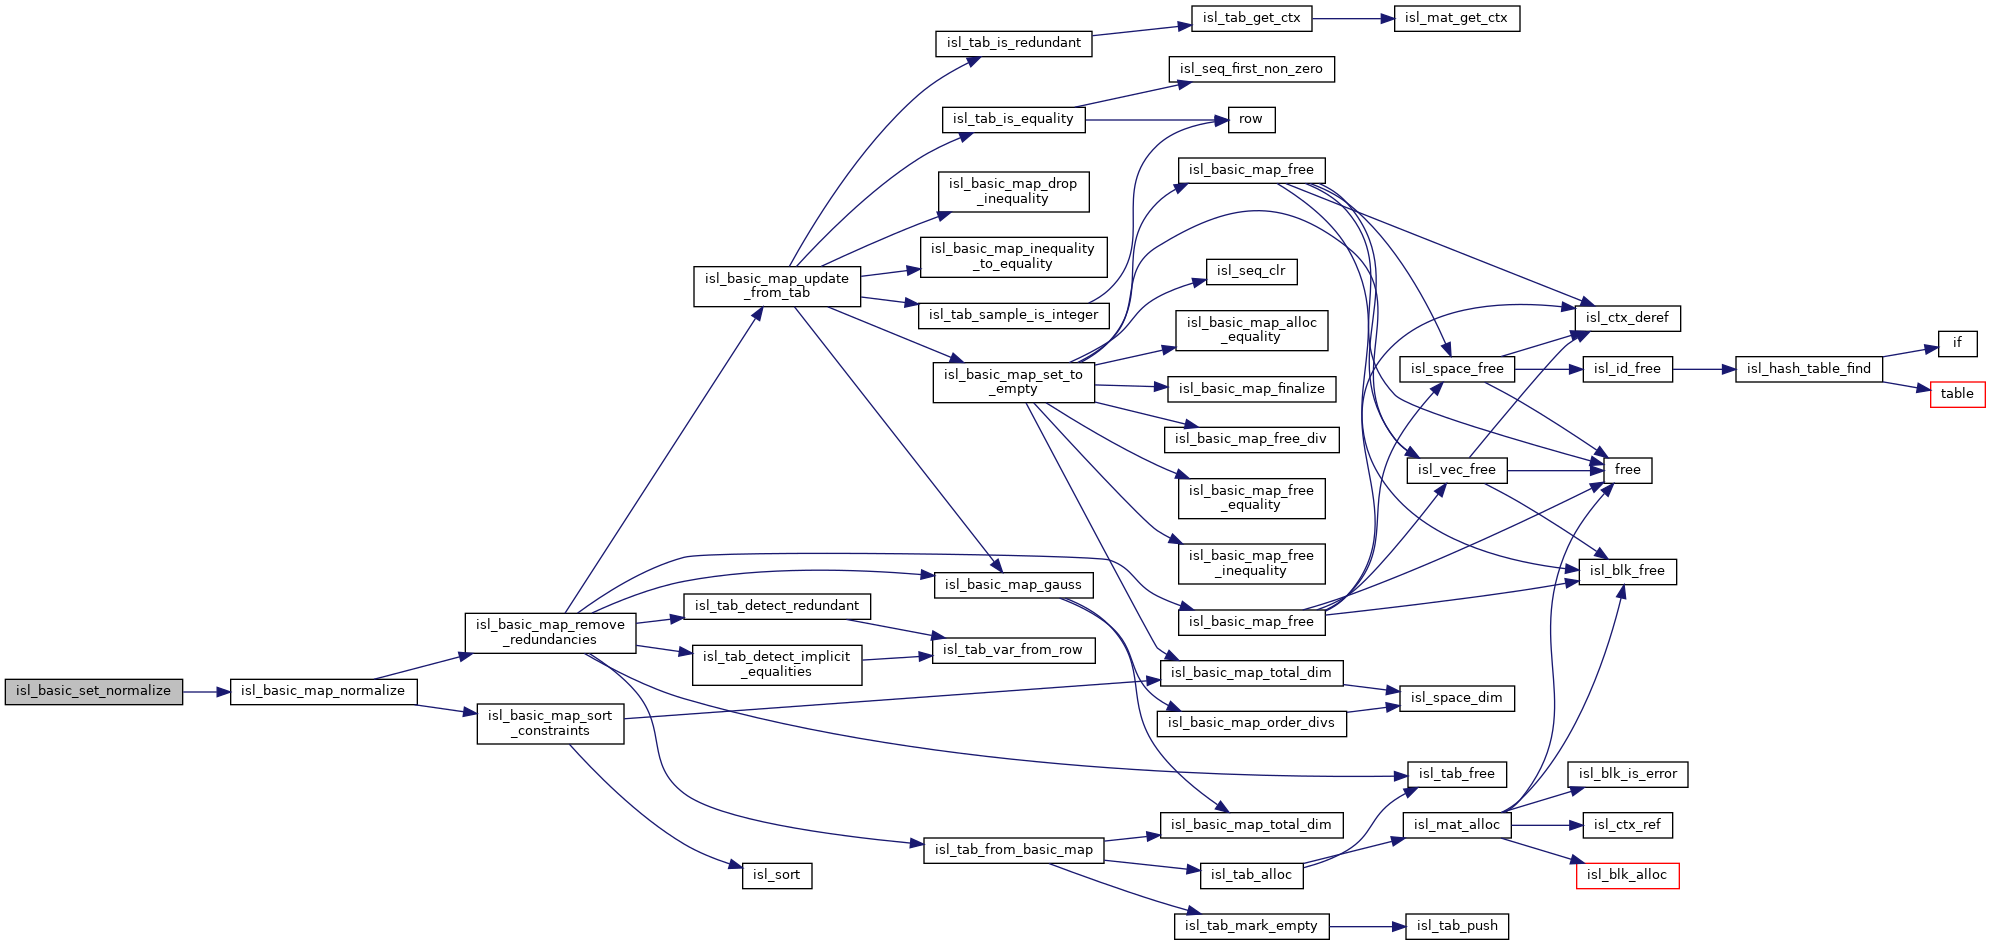 isl_basic_set_normalize
isl_basic_map_normalize
isl_basic_map_remove
_redundancies
isl_basic_map_sort
_constraints
isl_basic_map_update
_from_tab
isl_tab_detect_redundant
isl_tab_detect_implicit
_equalities
isl_sort
isl_tab_is_redundant
isl_tab_is_equality
isl_basic_map_drop
_inequality
isl_basic_map_inequality
_to_equality
isl_tab_sample_is_integer
isl_basic_map_set_to
_empty
isl_basic_map_gauss
isl_tab_var_from_row
isl_tab_from_basic_map
isl_tab_get_ctx
isl_seq_first_non_zero
row
isl_basic_map_free
isl_seq_clr
isl_basic_map_alloc
_equality
isl_basic_map_finalize
isl_basic_map_free_div
isl_basic_map_free
_equality
isl_basic_map_free
_inequality
isl_basic_map_free
isl_basic_map_total_dim
isl_basic_map_order_divs
isl_basic_map_total_dim
isl_tab_alloc
isl_tab_mark_empty
isl_mat_get_ctx
isl_space_free
isl_vec_free
isl_space_dim
isl_tab_free
isl_mat_alloc
isl_tab_push
isl_ctx_deref
isl_id_free
free
isl_blk_free
isl_blk_is_error
isl_ctx_ref
isl_blk_alloc
isl_hash_table_find
if
table